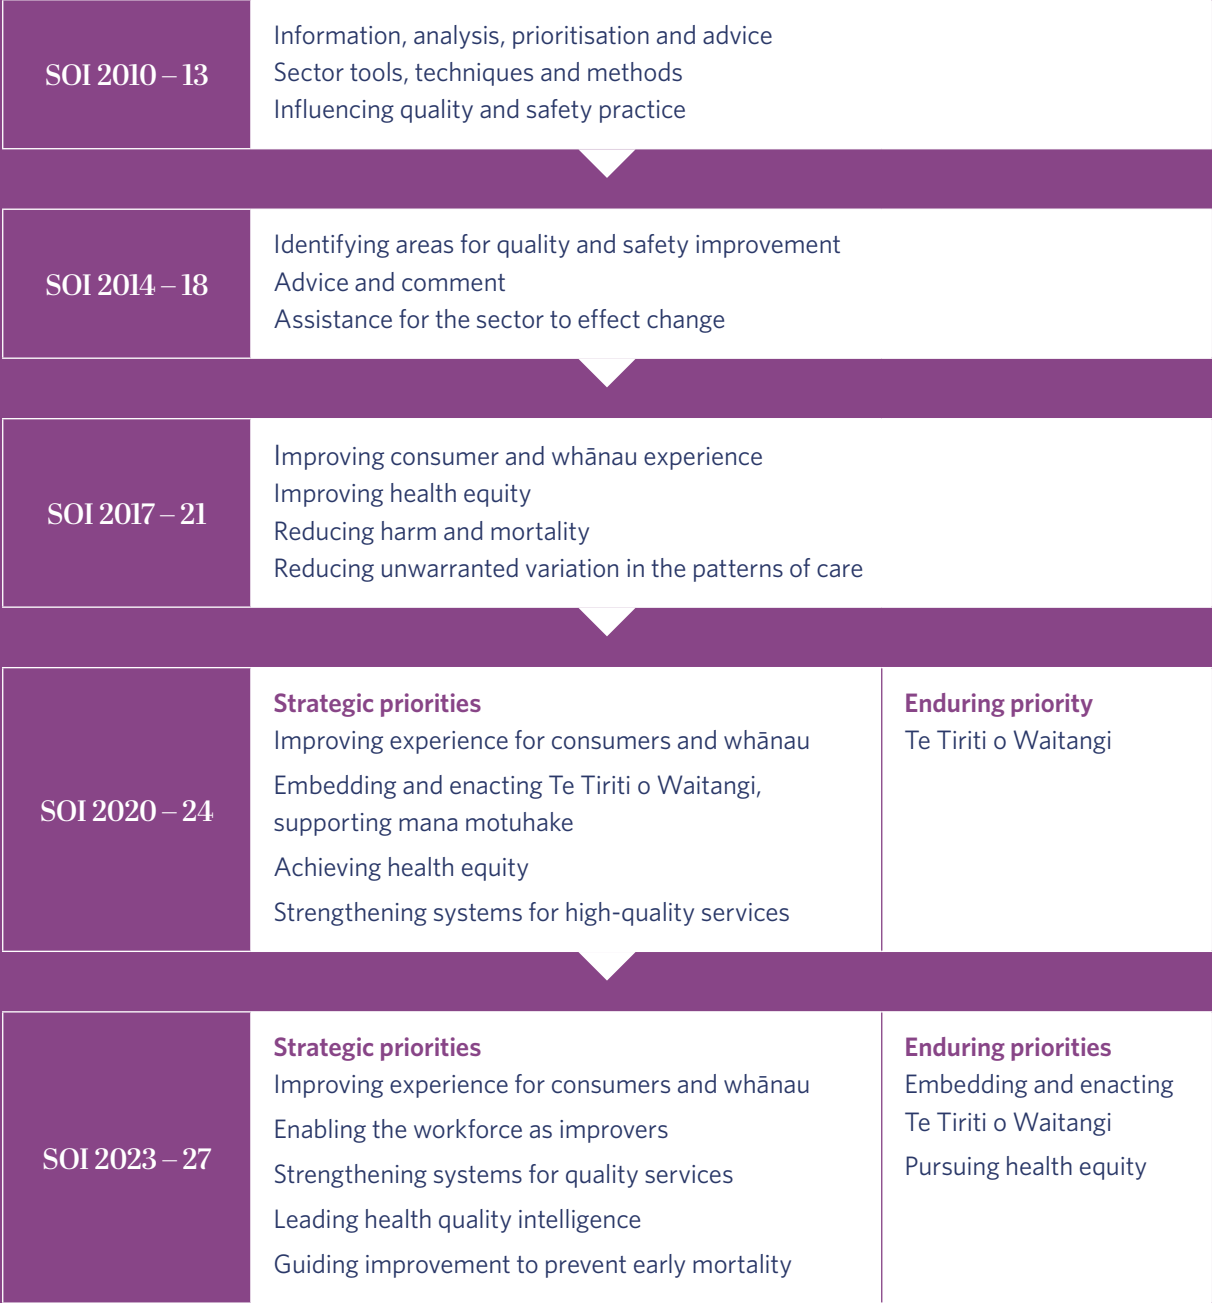 SOI 2010 – 13
Information, analysis, prioritisation and advice
Sector tools, techniques and methods
Influencing quality and safety practice
SOI 2014 – 18
Identifying areas for quality and safety improvement
Advice and comment
Assistance for the sector to effect change
SOI 2017 – 21
Improving consumer and whānau experience
Improving health equity
Reducing harm and mortality
Reducing unwarranted variation in the patterns of care
SOI 2020 – 24
Strategic priorities
Improving experience for consumers and whānau
Embedding and enacting Te Tiriti o Waitangi,
supporting mana motuhake
Achieving health equity
Strengthening systems for high-quality services
Enduring priority
Te Tiriti o Waitangi
SOI 2023 – 27
Strategic priorities
Improving experience for consumers and whānau
Enabling the workforce as improvers
Strengthening systems for quality services
Leading health quality intelligence
Guiding improvement to prevent early mortality
Enduring priorities
Embedding and enacting
Te Tiriti o Waitangi
Pursuing health equity